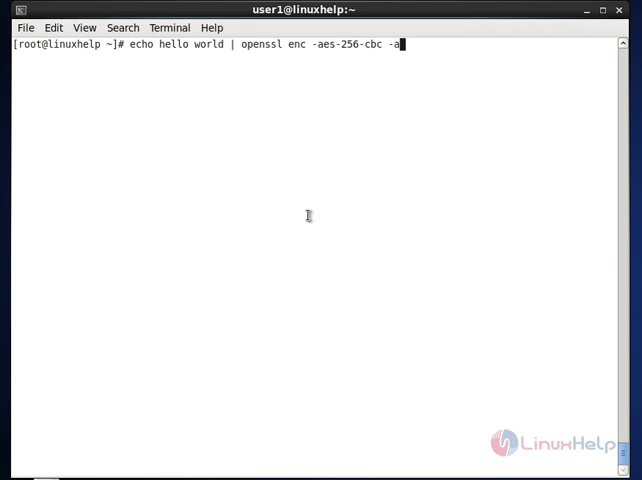 user1@linuxhelp:~
File Edit View Search Terminal Help
[root@linuxhelp ~]# echo hello world | openssl enc -aes-256-cbc -a
LinuxHelp